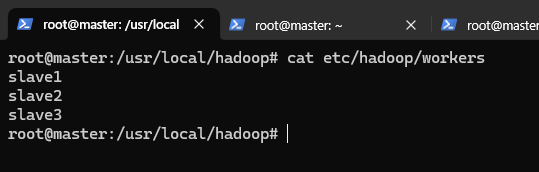 root@master: /usr/local
root@master: ~
root@master
root@master:/usr/local/hadoop# cat etc/hadoop/workers
slave1
slave2
slave3
root@master:/usr/local/hadoop#